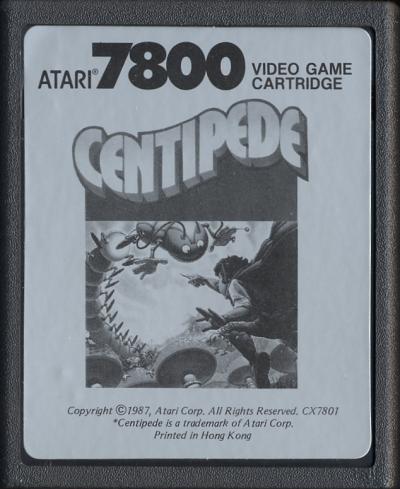 ATARI® 7800 VIDEO GAME
CARTRIDGE
CENTIPEDE
Copyright ©1987, Atari Corp. All Rights Reserved. CX7801
*Centipede is a trademark of Atari Corp.
Printed in Hong Kong